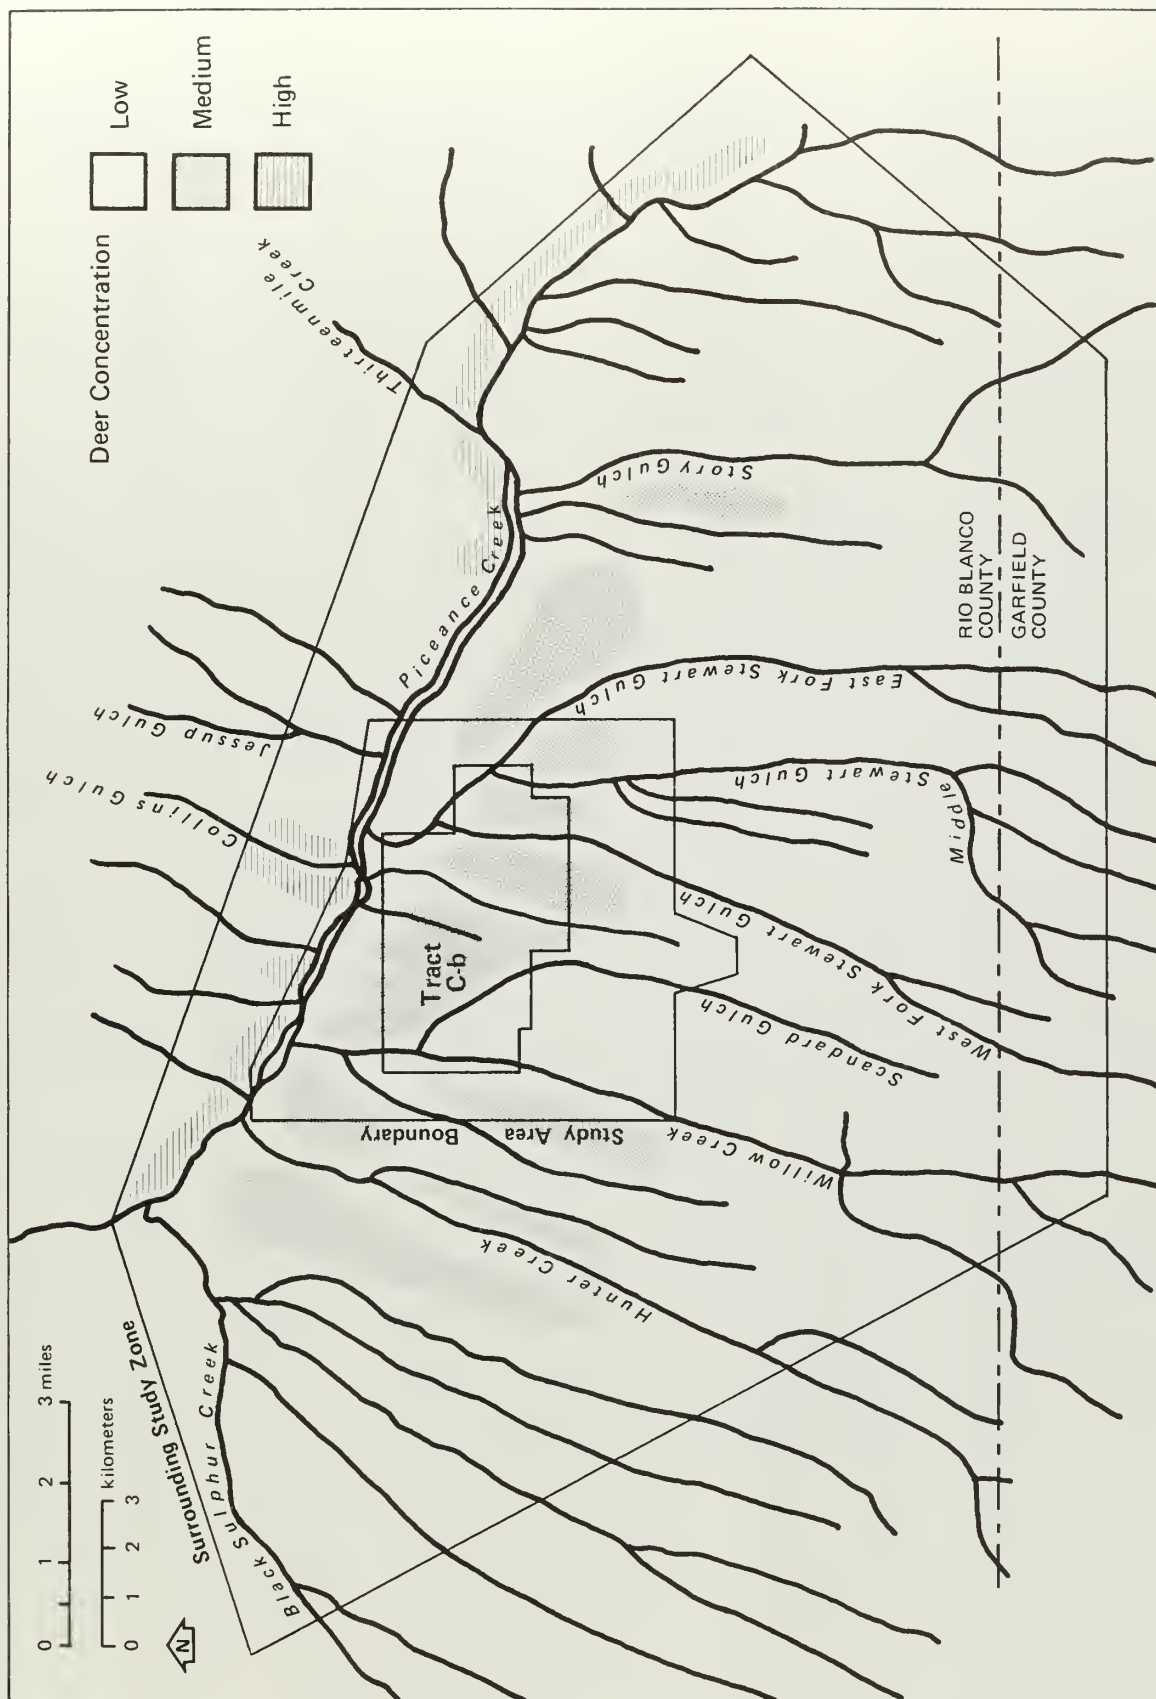 Deer Concentration
Low
Medium
High
0 1 2 3 miles
0 1 2 3 kilometers
N
Surrounding Study Zone
Black Sulphur Creek
Piceance Creek
Thirteenmile
Creek
Jessup Gulch
Collins Gulch
Tract
C-b
Study Area Boundary
Hunter Creek
Willow Creek
Scandard Gulch
West Fork Stewart Gulch
Middle Stewart Gulch
East Fork Stewart Gulch
Story Gulch
RIO BLANCO
COUNTY
GARFIELD
COUNTY